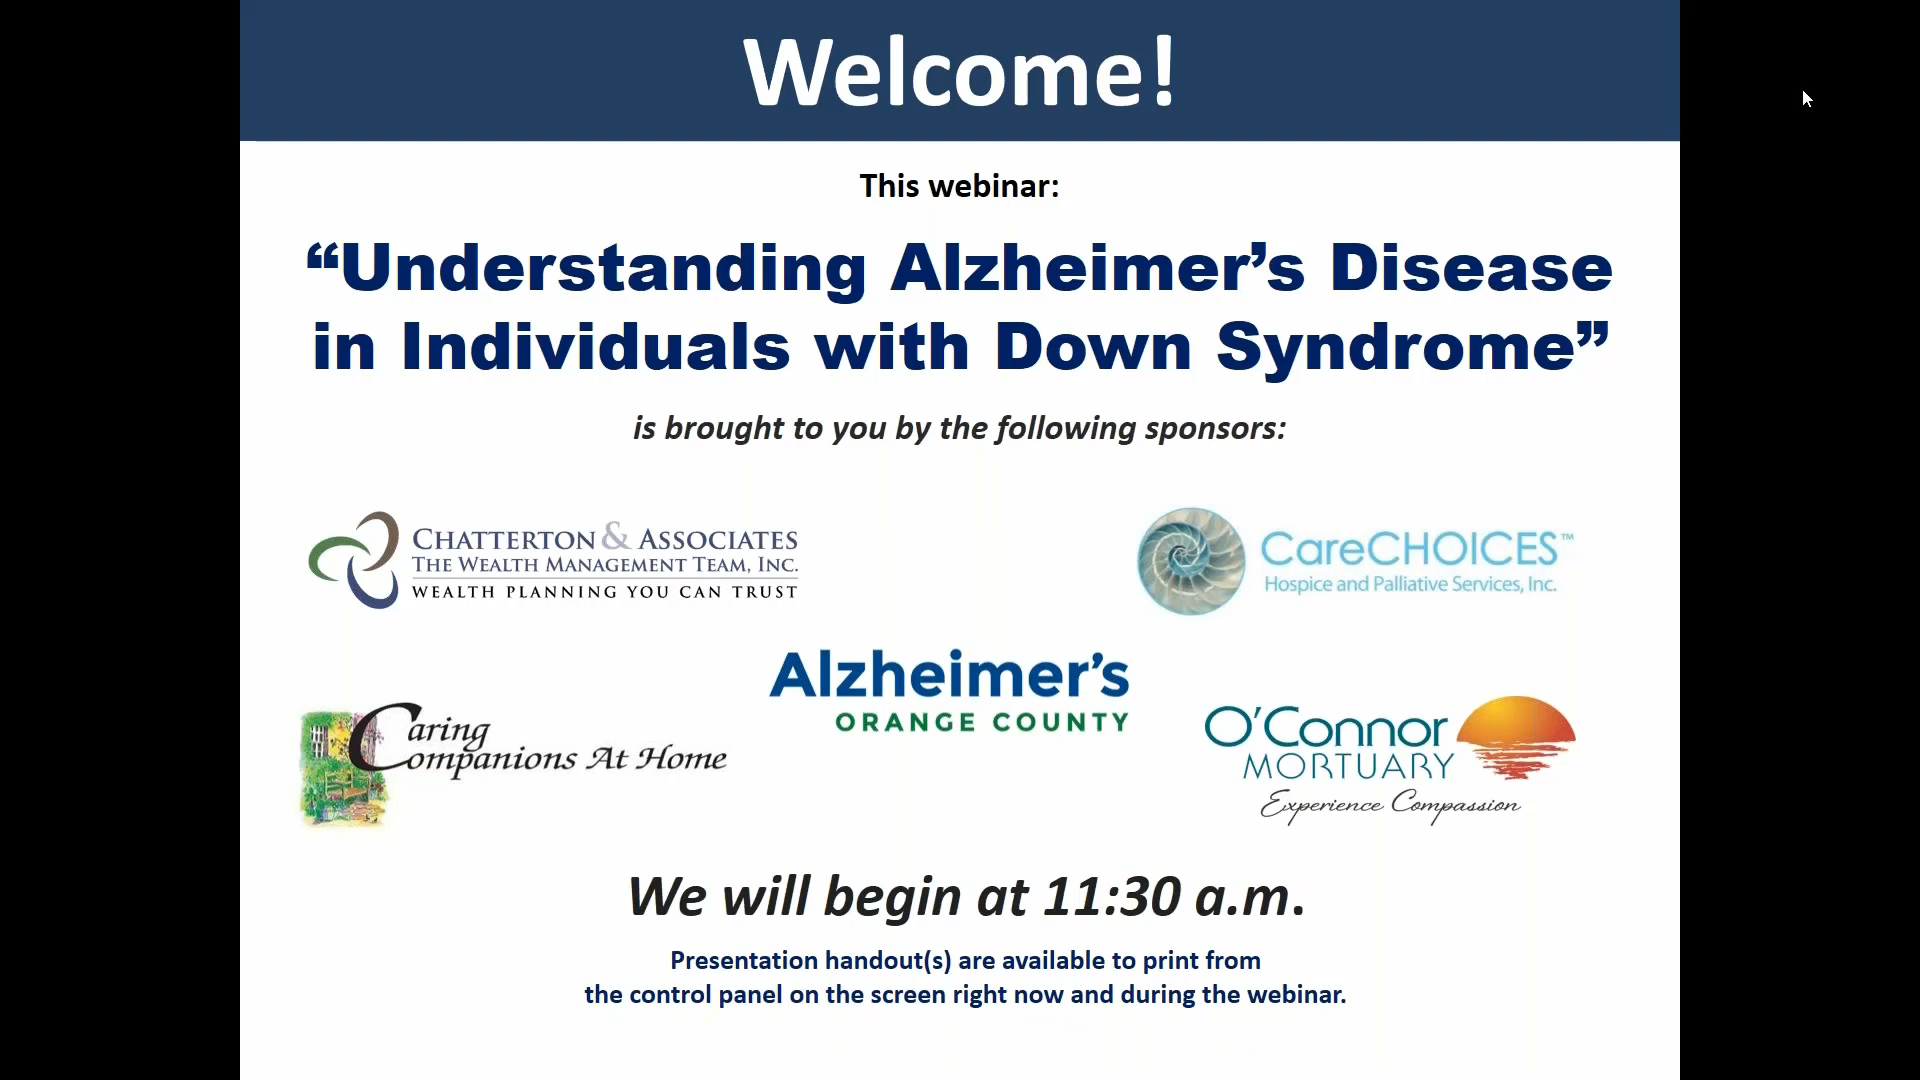 Welcome!
This webinar:
“Understanding Alzheimer’s Disease
in Individuals with Down Syndrome”
is brought to you by the following sponsors:
Chatterton & Associates
The Wealth Management Team, Inc.
Wealth Planning You Can Trust
CareCHOICES™
Hospice and Palliative Services, Inc.
Alzheimer’s
ORANGE COUNTY
Caring
Companions At Home
O’Connor
MORTUARY
Experience Compassion
We will begin at 11:30 a.m.
Presentation handout(s) are available to print from
the control panel on the screen right now and during the webinar.